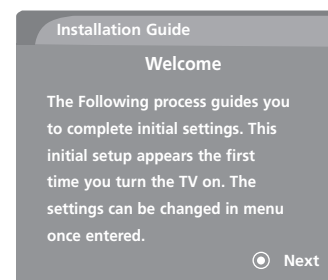 Installation Guide
Welcome
The Following process guides you
to complete initial settings. This
initial setup appears the first
time you turn the TV on. The
settings can be changed in menu
once entered.
Next